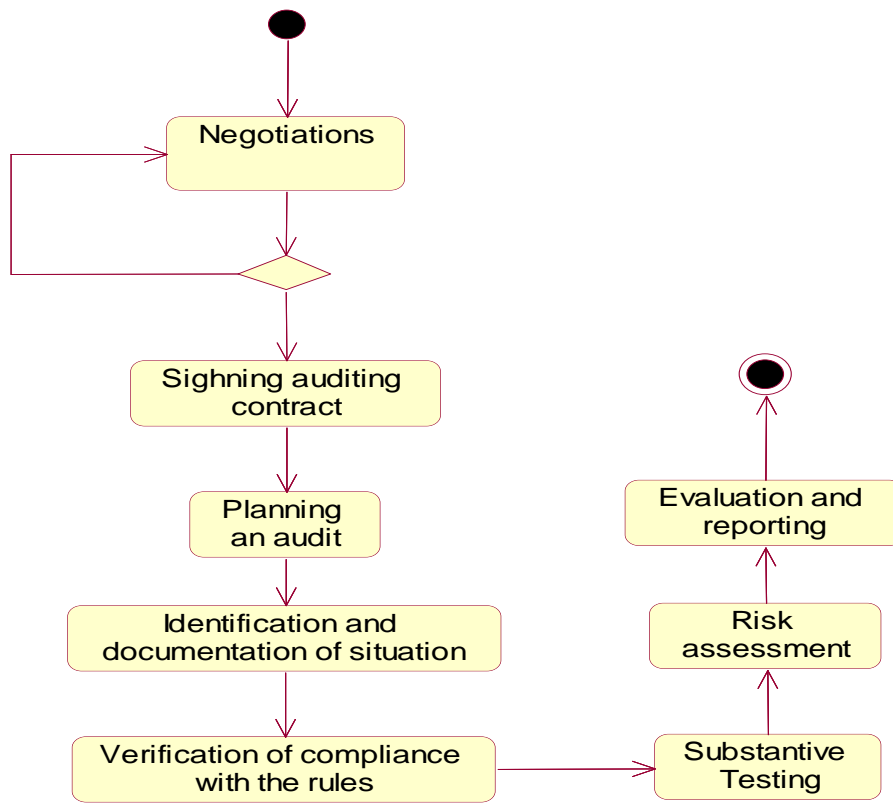 Negotiations
Sighning auditing
contract
Planning
an audit
Identification and
documentation of situation
Verification of compliance
with the rules
Substantive
Testing
Risk
assessment
Evaluation and
reporting